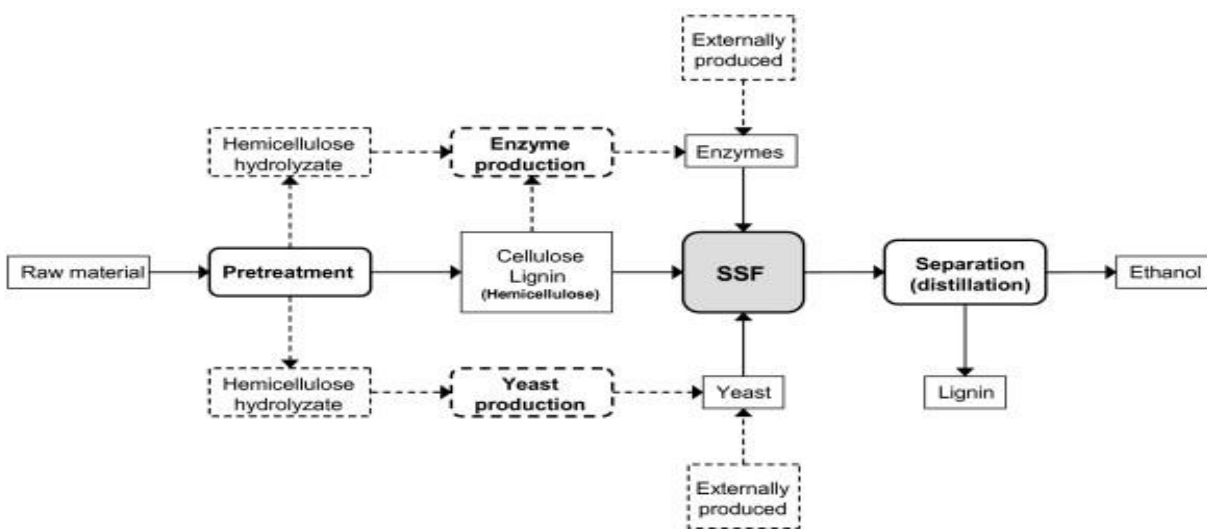 Externally
produced
Hemicellulose
hydrolyzate
Enzyme
production
Enzymes
Raw material
Pretreatment
Cellulose
Lignin
(Hemicellulose)
SSF
Separation
(distillation)
Ethanol
Hemicellulose
hydrolyzate
Yeast
production
Yeast
Lignin
Externally
produced